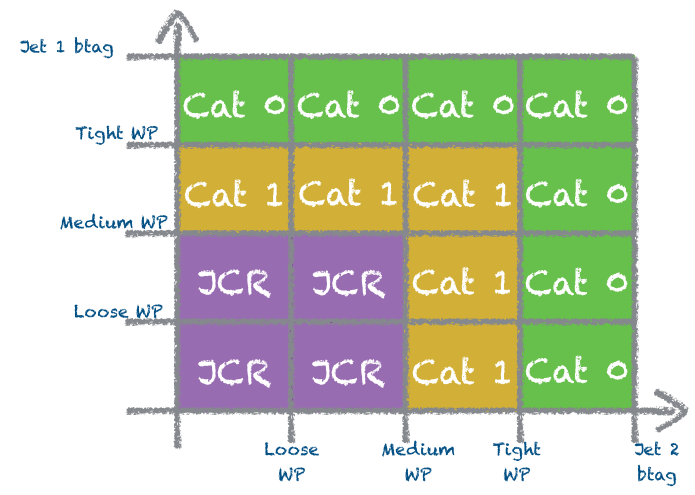 Jet 1 btag
Cat 0 Cat 0 Cat 0 Cat 0
Tight WP
Cat 1 Cat 1 Cat 1 Cat 0
Medium WP
JCR JCR Cat 1 Cat 0
Loose WP
JCR JCR Cat 1 Cat 0
Loose WP
Medium WP
Tight WP
Jet 2 btag